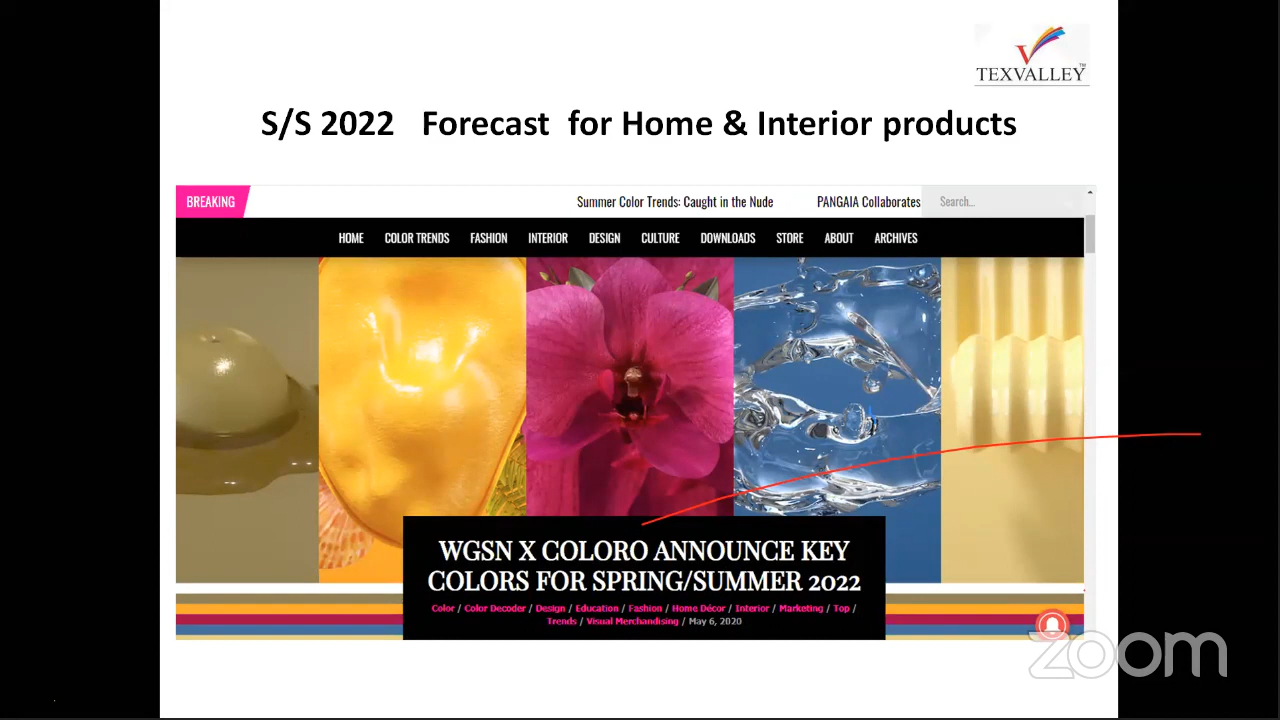 TEXVALLEY TM
S/S 2022 Forecast for Home & Interior products
BREAKING
Summer Color Trends: Caught in the Nude PANGAIA Collaborates
Search...
HOME COLOR TRENDS FASHION INTERIOR DESIGN CULTURE DOWNLOADS STORE ABOUT ARCHIVES
WGSN X COLORO ANNOUNCE KEY
COLORS FOR SPRING/SUMMER 2022
Color / Color Decoder / Design / Education / Fashion / Home Décor / Interior / Marketing / Top /
Trends / Visual Merchandising / May 6, 2020
zoom